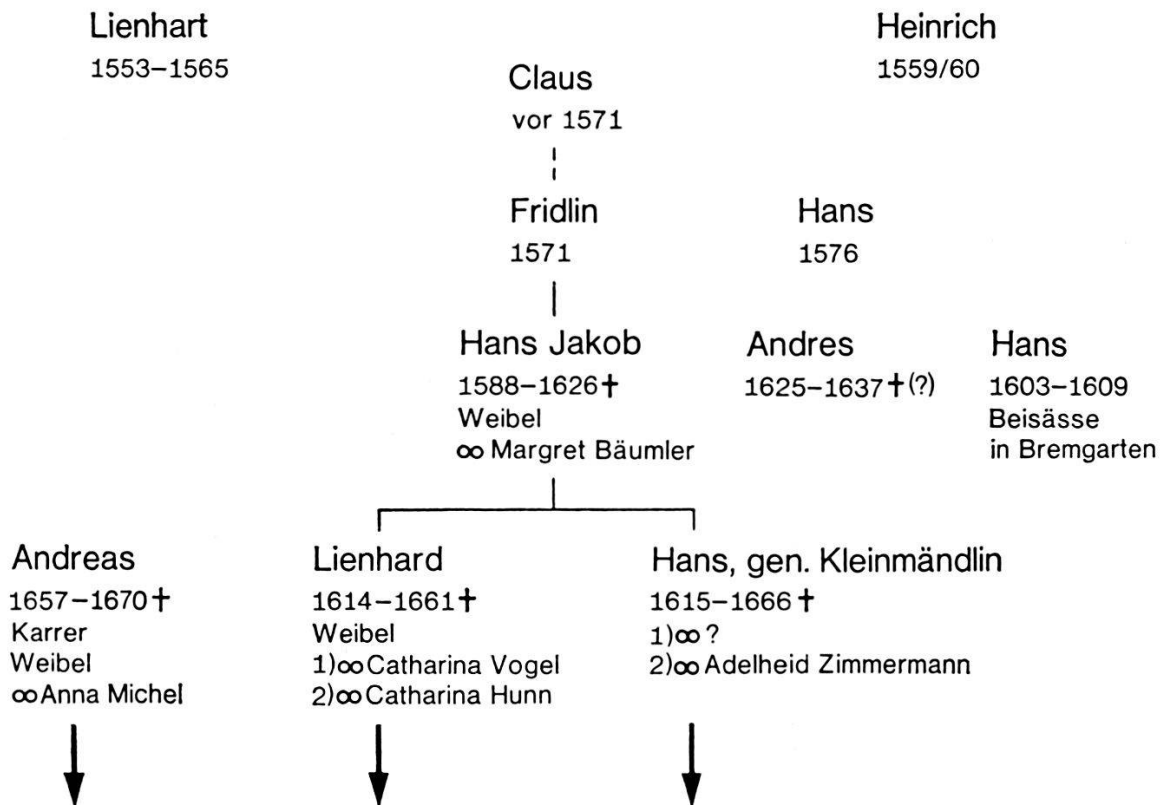 Lienhart
1553–1565
Heinrich
1559/60
Claus
vor 1571
Fridlin
1571
Hans
1576
Hans Jakob
1588–1626✝
Weibel
∞ Margret Bäumler
Andres
1625–1637✝(?)
Hans
1603–1609
Beisässe
in Bremgarten
Andreas
1657–1670✝
Karrer
Weibel
∞ Anna Michel
Lienhard
1614–1661✝
Weibel
1)∞ Catharina Vogel
2)∞ Catharina Hunn
Hans, gen. Kleinmändlin
1615–1666✝
1)∞ ?
2)∞ Adelheid Zimmermann